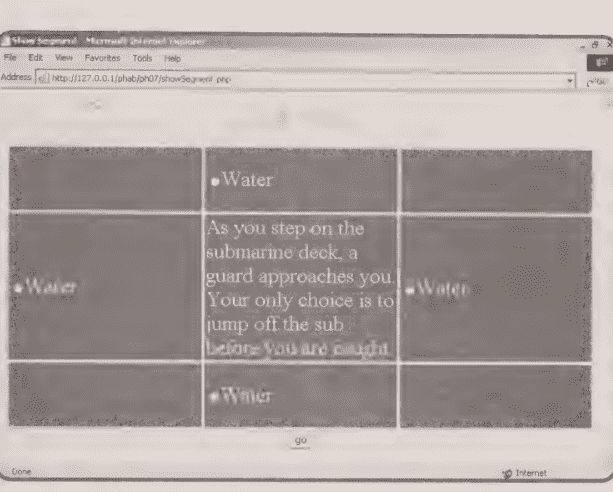 ShowSegment - Microsoft Internet Explorer
File Edit View Favorites Tools Help
Address http://127.0.0.1/phab/ph07/showSegment.php
Water
As you step on the
submarine deck, a
guard approaches you.
Your only choice is to
jump off the sub
before you are caught
Water
Water
Water
go
Done
Internet